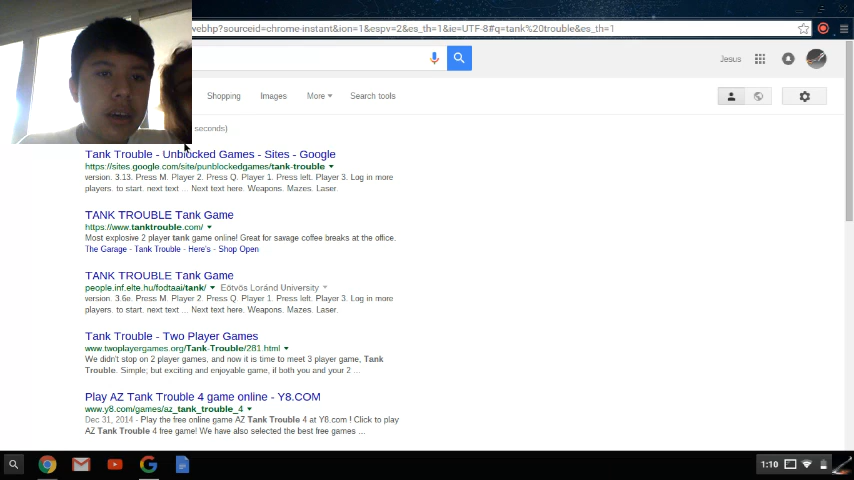 webhp?sourceid=chrome-instant&ion=1&espv=2&es_th=1&ie=UTF-8#q=tank%20trouble&es_th=1
Jesus
Shopping Images More Search tools
seconds)
Tank Trouble - Unblocked Games - Sites - Google
https://sites.google.com/site/punblockedgames/tank-trouble
version. 3.13. Press M. Player 2. Press Q. Player 1. Press left. Player 3. Log in more
players. to start. next text ... Next text here. Weapons. Mazes. Laser.
TANK TROUBLE Tank Game
https://www.tanktrouble.com/
Most explosive 2 player tank game online! Great for savage coffee breaks at the office.
The Garage - Tank Trouble - Here's - Shop Open
TANK TROUBLE Tank Game
people.inf.elte.hu/fodtaai/tank/ Eötvös Loránd University
version. 3.6e. Press M. Player 2. Press Q. Player 1. Press left. Player 3. Log in more
players. to start. next text ... Next text here. Weapons. Mazes. Laser.
Tank Trouble - Two Player Games
www.twoplayergames.org/Tank-Trouble/281.html
We didn't stop on 2 player games, and now it is time to meet 3 player game, Tank
Trouble. Simple; but exciting and enjoyable game, if both you and your 2 ...
Play AZ Tank Trouble 4 game online - Y8.COM
www.y8.com/games/az_tank_trouble_4
Dec 31, 2014 - Play the free online game AZ Tank Trouble 4 at Y8.com ! Click to play
AZ Tank Trouble 4 free game! We have also selected the best free games ...
1:10